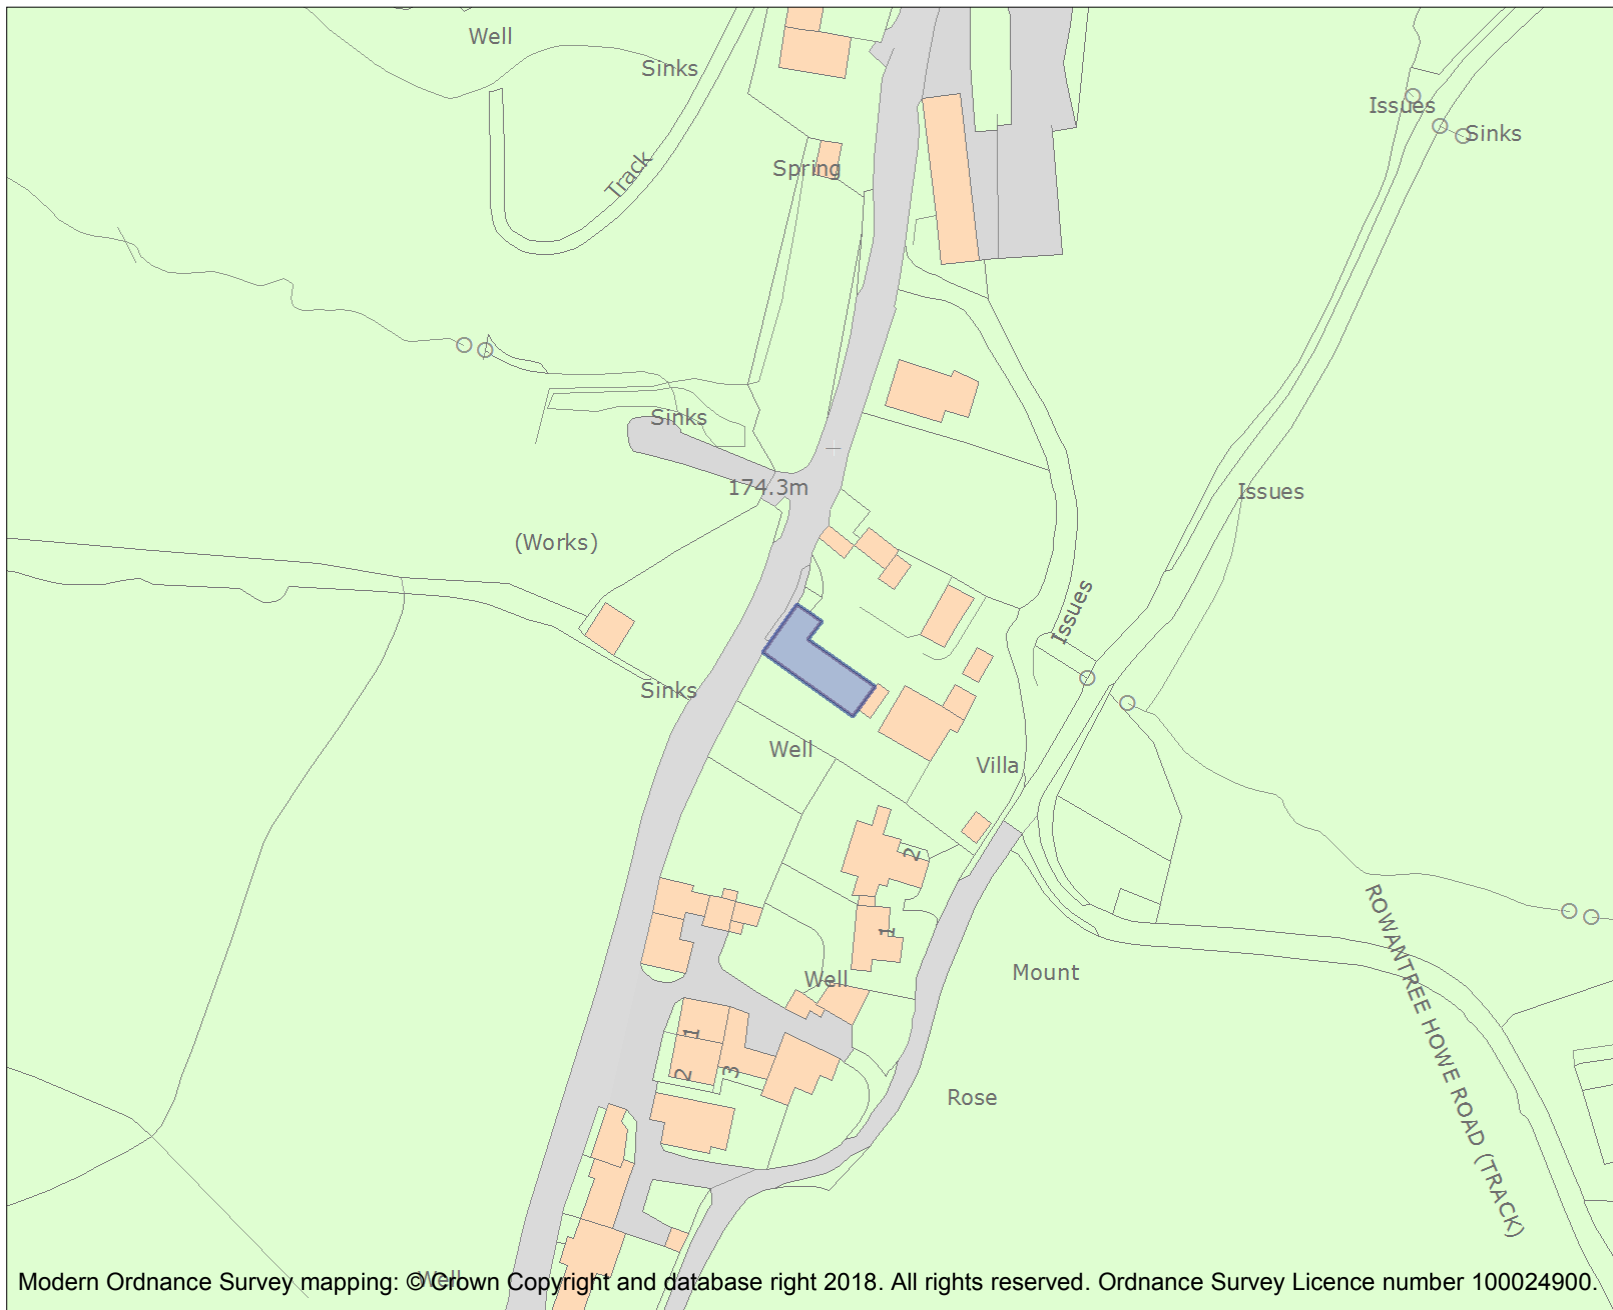 Well
Sinks
Issues
Sinks
Track
Spring
Sinks
174.3m
Issues
(Works)
Issues
Sinks
Well
Villa
2
1
ROWANTREE HOWE ROAD (TRACK)
Mount
Well
1
2
3
Rose
Well
Modern Ordnance Survey mapping: © Crown Copyright and database right 2018. All rights reserved. Ordnance Survey Licence number 100024900.